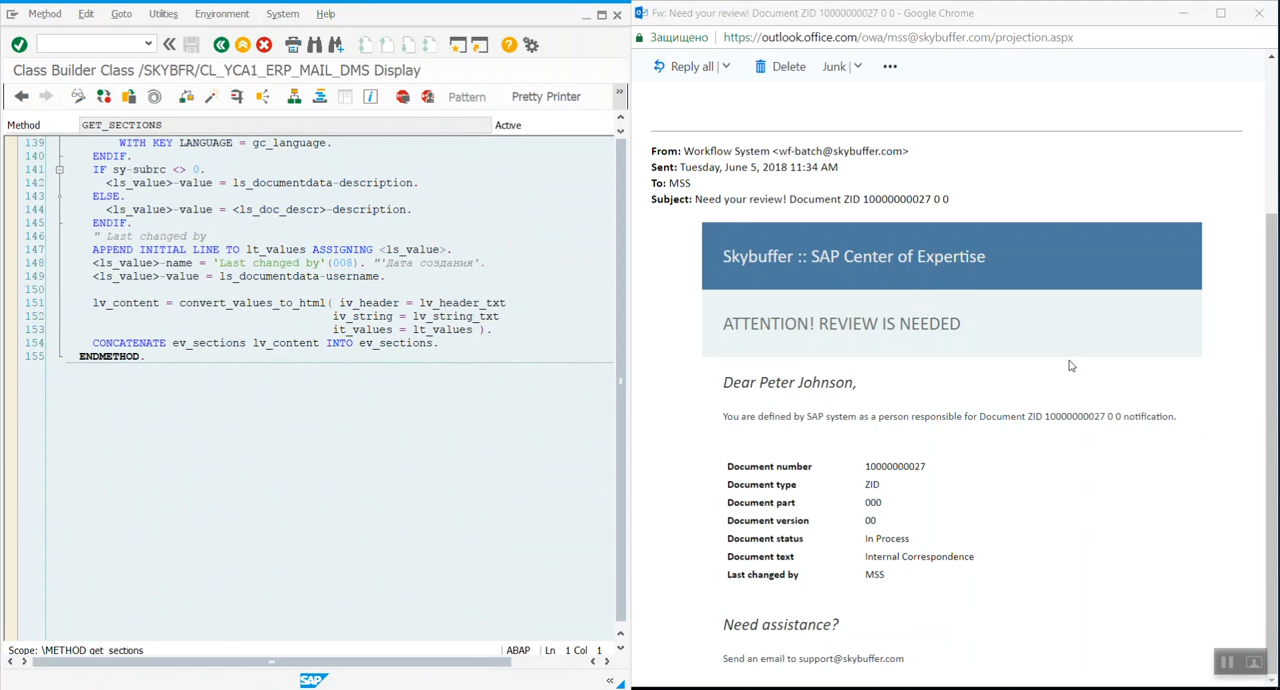 Method Edit Goto Utilities Environment System Help
Class Builder Class /SKYBFR/CL_YCA1_ERP_MAIL_DMS Display
Pattern Pretty Printer
Method GET_SECTIONS Active
139 WITH KEY LANGUAGE = gc_language.
140 ENDIF.
141 IF sy-subrc <> 0.
142 <ls_value>-value = ls_documentdata-description.
143 ELSE.
144 <ls_value>-value = <ls_doc_descr>-description.
145 ENDIF.
146 " Last changed by
147 APPEND INITIAL LINE TO lt_values ASSIGNING <ls_value>.
148 <ls_value>-name = 'Last changed by'(008). "'Дата создания'.
149 <ls_value>-value = ls_documentdata-username.
150
151 lv_content = convert_values_to_html( iv_header = lv_header_txt
152 iv_string = lv_string_txt
153 it_values = lt_values ).
154 CONCATENATE ev_sections lv_content INTO ev_sections.
155 ENDMETHOD.
Scope: \METHOD get_sections ABAP Ln 1 Col 1
SAP
Fw: Need your review! Document ZID 10000000027 0 0 - Google Chrome
Защищено https://outlook.office.com/owa/mss@skybuffer.com/projection.aspx
Reply all Delete Junk
From: Workflow System <wf-batch@skybuffer.com>
Sent: Tuesday, June 5, 2018 11:34 AM
To: MSS
Subject: Need your review! Document ZID 10000000027 0 0
Skybuffer :: SAP Center of Expertise
ATTENTION! REVIEW IS NEEDED
Dear Peter Johnson,
You are defined by SAP system as a person responsible for Document ZID 10000000027 0 0 notification.
Document number 10000000027
Document type ZID
Document part 000
Document version 00
Document status In Process
Document text Internal Correspondence
Last changed by MSS
Need assistance?
Send an email to support@skybuffer.com